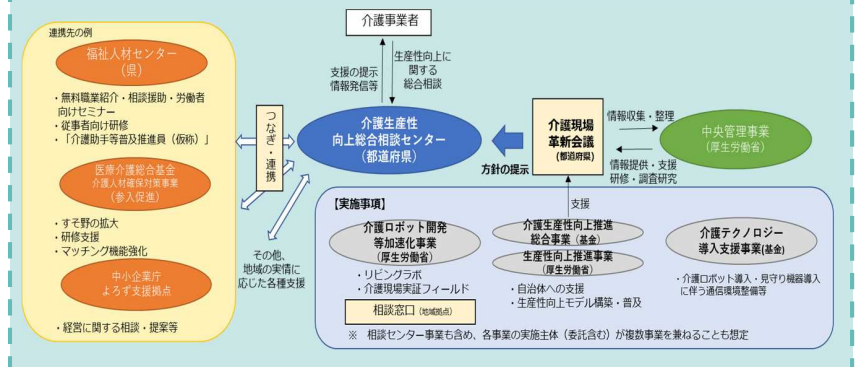 連携先の例
福祉人材センター
（県）
・無料職業紹介・相談援助・労働者
向けセミナー
・従事者向け研修
・「介護助手等普及推進員（仮称）」
医療介護総合基金
介護人材確保対策事業
（参入促進）
・すそ野の拡大
・研修支援
・マッチング機能強化
中小企業庁
よろず支援拠点
・経営に関する相談・提案等
つなぎ・連携
その他、
地域の実情に
応じた各種支援
介護事業者
支援の提示
情報発信等
生産性向上に
関する
総合相談
介護生産性
向上総合相談センター
（都道府県）
方針の提示
介護現場
革新会議
（都道府県）
情報収集・整理
情報提供・支援
研修・調査研究
中央管理事業
（厚生労働省）
支援
【実施事項】
介護ロボット開発
等加速化事業
（厚生労働省）
・リビングラボ
・介護現場実証フィールド
相談窓口（地域拠点）
介護生産性向上推進
総合事業（基金）
生産性向上推進事業
（厚生労働省）
・自治体への支援
・生産性向上モデル構築・普及
介護テクノロジー
導入支援事業(基金)
・介護ロボット導入・見守り機器導入
に伴う通信環境整備等
※　相談センター事業も含め、各事業の実施主体（委託含む）が複数事業を兼ねることも想定